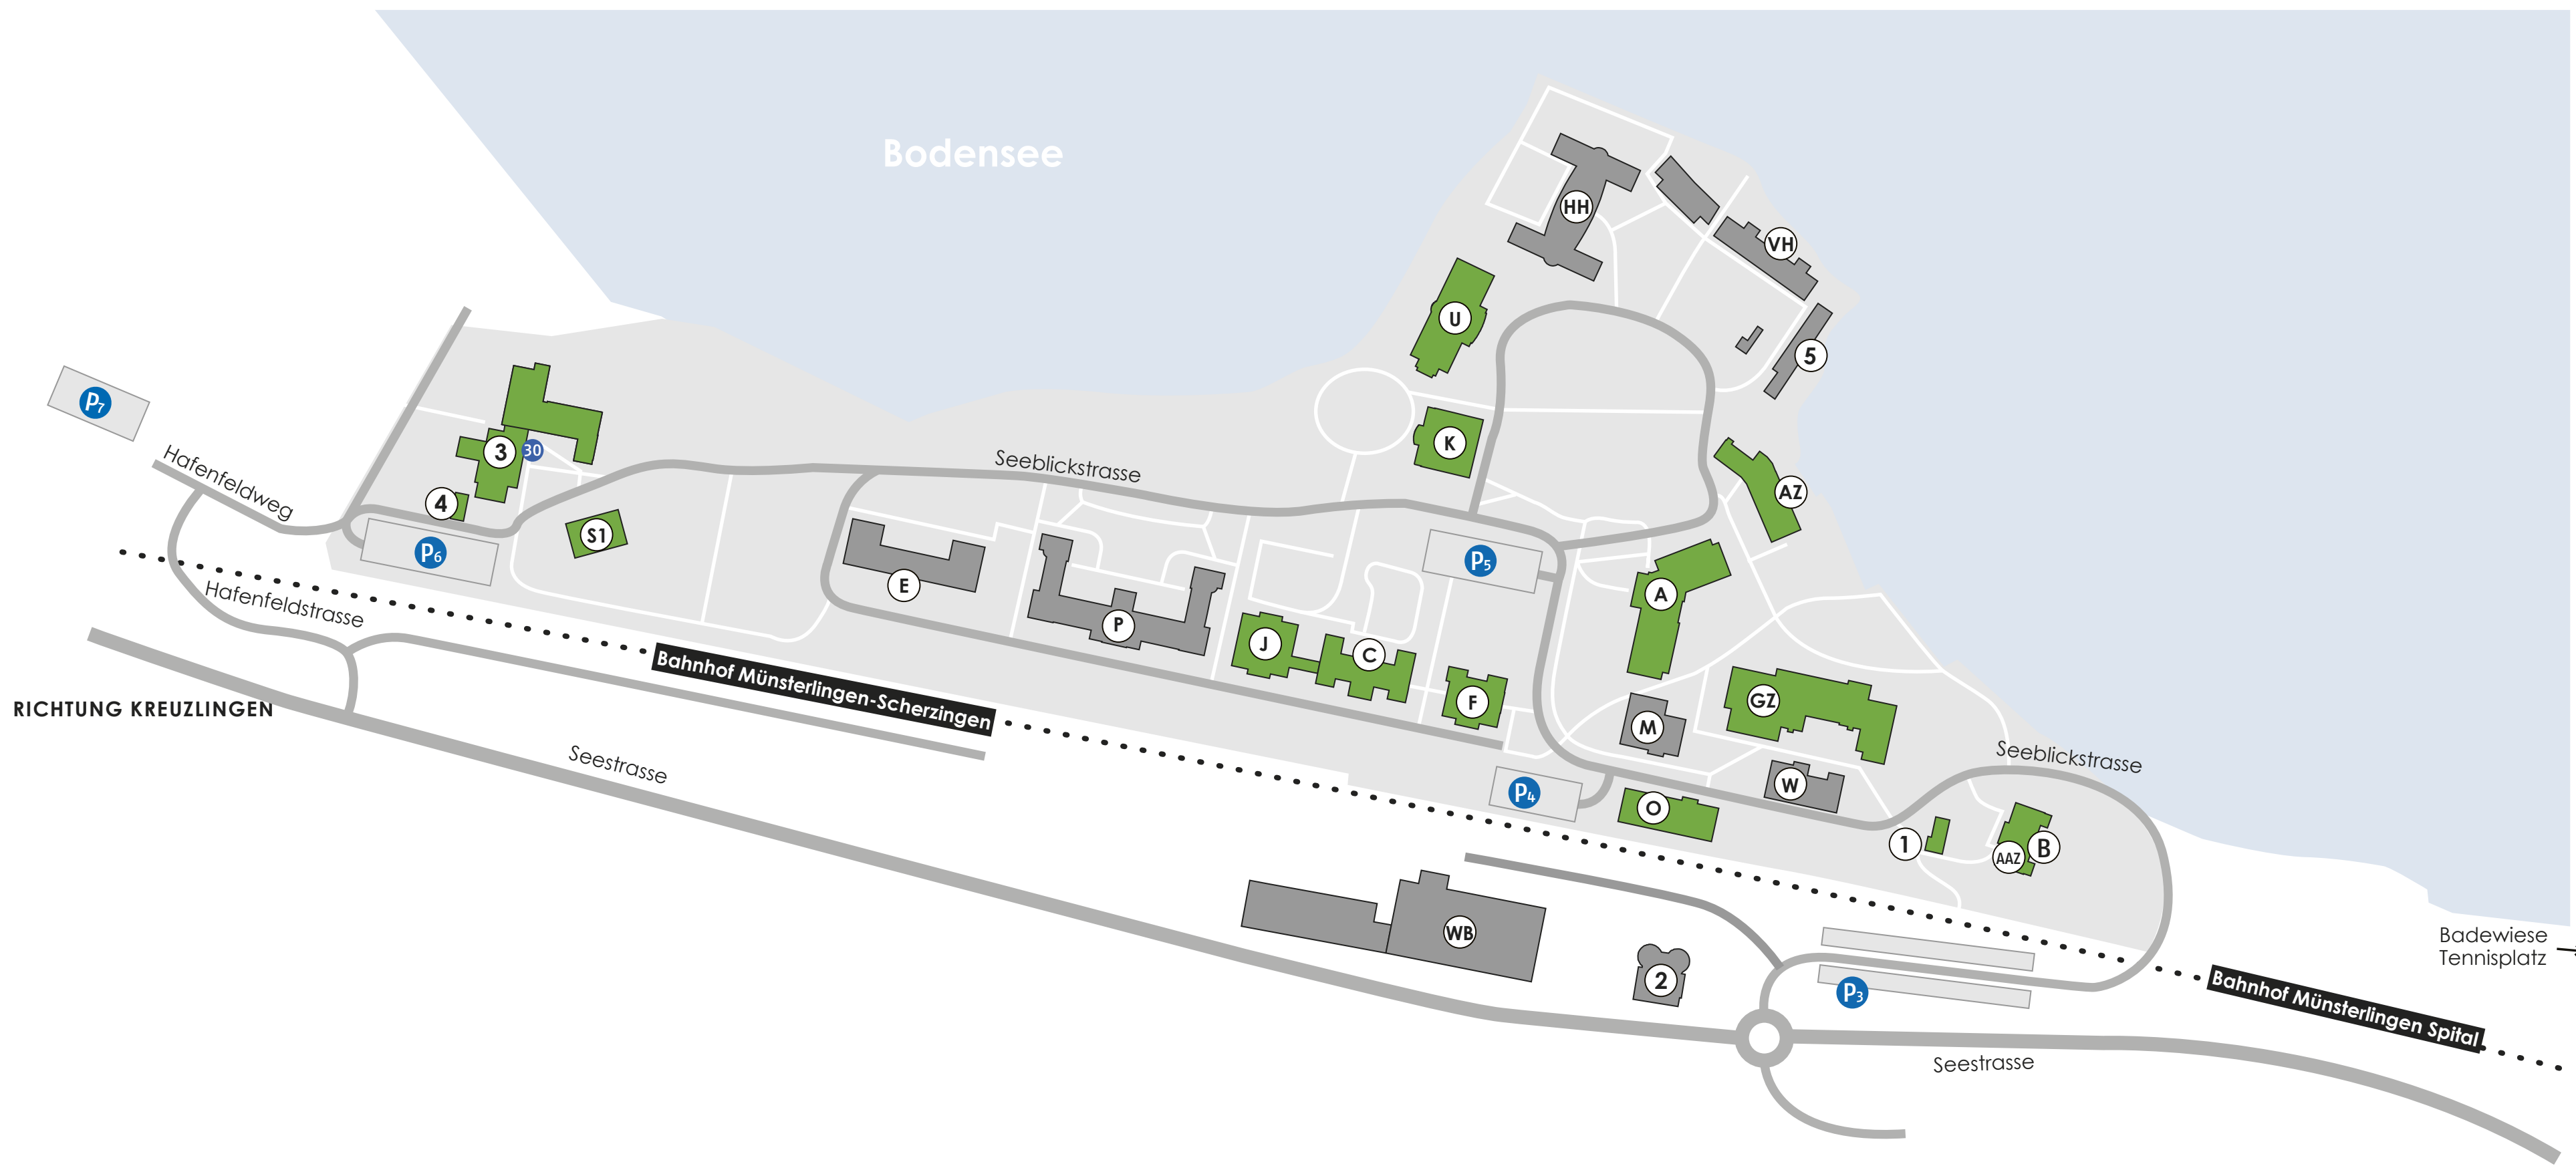 Bodensee
HH
VH
U
5
P7
K
Hafenfeldweg
3
30
Seeblickstrasse
4
AZ
S1
P6
P5
E
A
Hafenfeldstrasse
P
J
C
Bahnhof Münsterlingen-Scherzingen
F
GZ
RICHTUNG KREUZLINGEN
M
Seestrasse
Seeblickstrasse
W
P4
O
1
AAZ
B
WB
2
Badewiese
Tennisplatz
P3
Bahnhof Münsterlingen Spital
Seestrasse